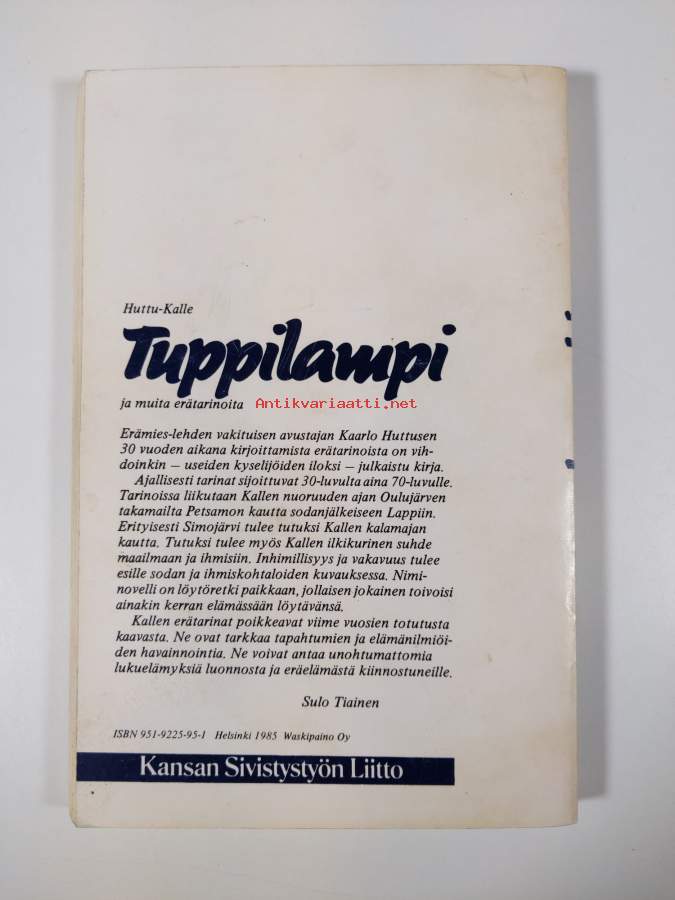 Huttu-Kalle
Tuppilampi
ja muita erätarinoita
Antikvariaatti.net
Erämies-lehden vakituisen avustajan Kaarlo Huttusen
30 vuoden aikana kirjoittamista erätarinoista on vih-
doinkin — useiden kyselijöiden iloksi — julkaistu kirja.
Ajallisesti tarinat sijoittuvat 30-luvulta aina 70-luvulle.
Tarinoissa liikutaan Kallen nuoruuden ajan Oulujärven
takamailta Petsamon kautta sodanjälkeiseen Lappiin.
Erityisesti Simojärvi tulee tutuksi Kallen kalamajan
kautta. Tutuksi tulee myös Kallen ilkikurinen suhde
maailmaan ja ihmisiin. Inhimillisyys ja vakavuus tulee
esille sodan ja ihmiskohtaloiden kuvauksessa. Nimi-
novelli on löytöretki paikkaan, jollaisen jokainen toivoisi
ainakin kerran elämässään löytävänsä.
Kallen erätarinat poikkeavat viime vuosien totutusta
kaavasta. Ne ovat tarkkaa tapahtumien ja elämänilmiöi-
den havainnointia. Ne voivat antaa unohtumattomia
lukuelämyksiä luonnosta ja eräelämästä kiinnostuneille.
Sulo Tiainen
ISBN 951-9225-95-1 Helsinki 1985 Waskipaino Oy
Kansan Sivistystyön Liitto